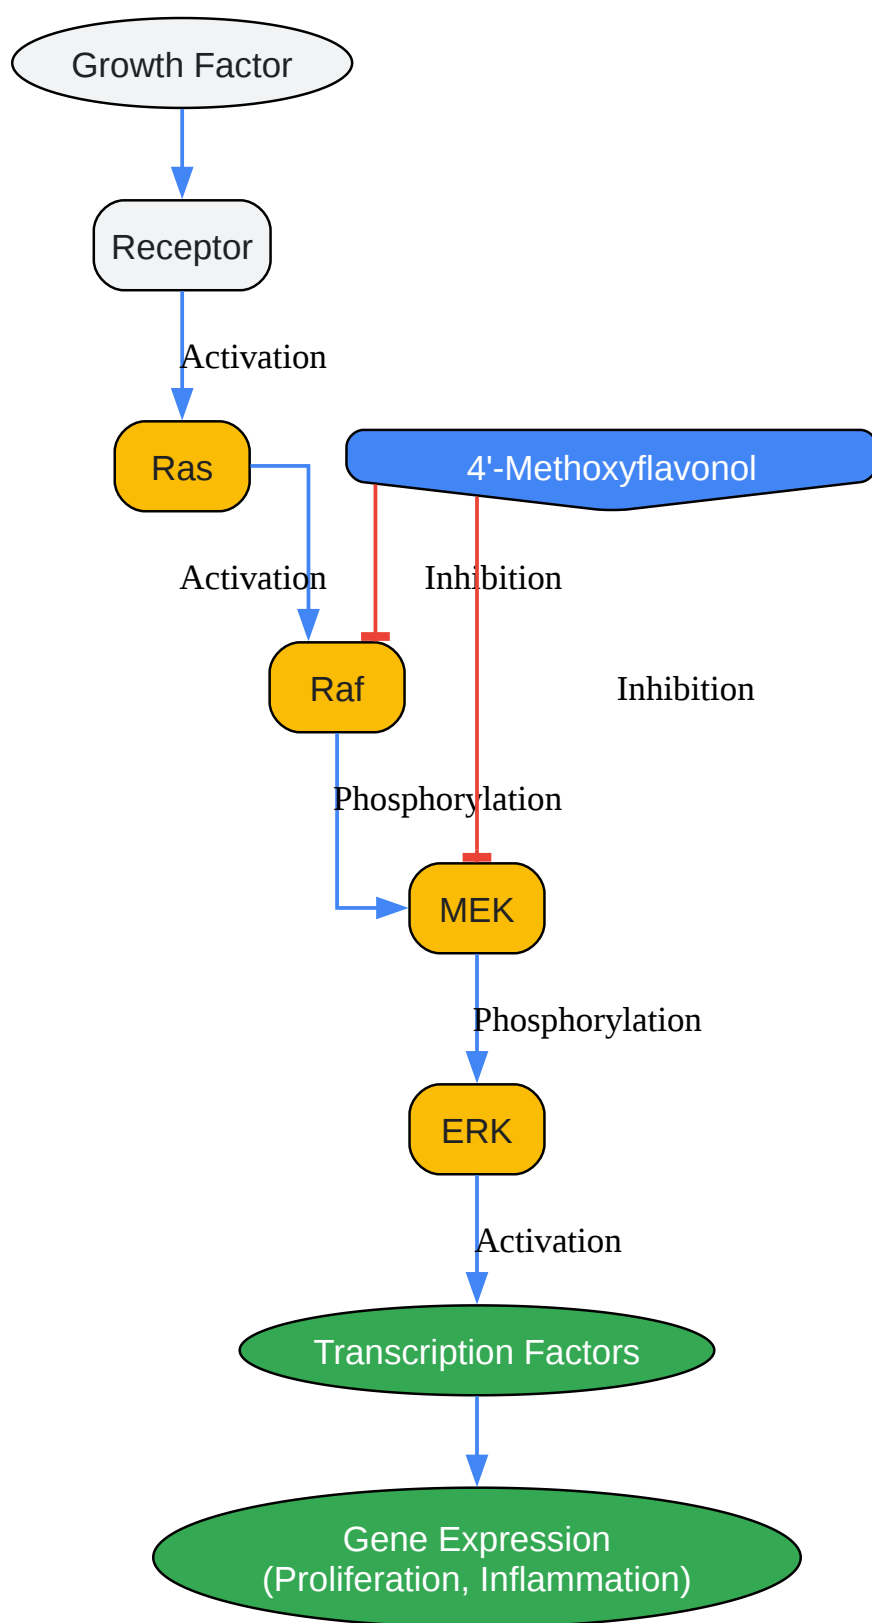 Growth Factor
Receptor
Activation
Ras
4'-Methoxyflavonol
Activation
Inhibition
Raf
Inhibition
Phosphorylation
MEK
Phosphorylation
ERK
Activation
Transcription Factors
Gene Expression
(Proliferation, Inflammation)